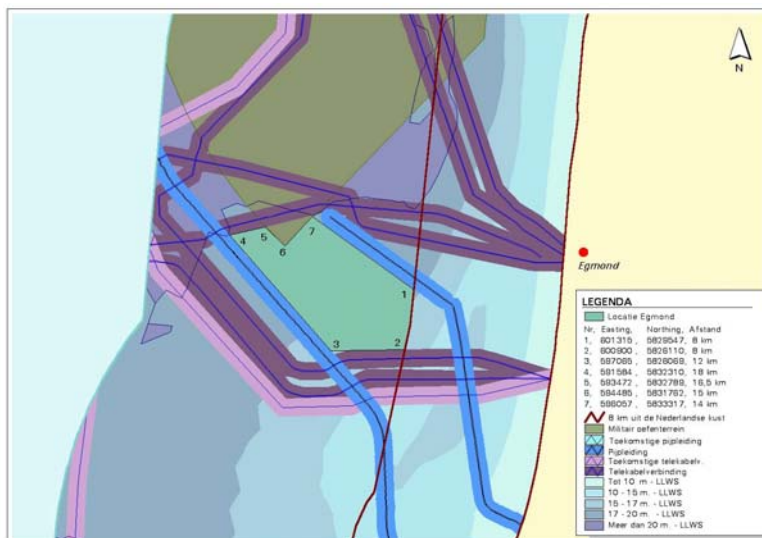 N
7
4
5
6
1
3
2
Egmond
LEGENDA
Locatie Egmond
Nr, Easting, Northing, Afstand
1, 601315, 5829547, 8 km
2, 600900, 5826110, 8 km
3, 597065, 5826069, 12 km
4, 591584, 5832310, 18 km
5, 593472, 5832789, 16,5 km
6, 594485, 5831762, 15 km
7, 596057, 5833317, 14 km
8 km uit de Nederlandse kust
Militair oefenterrein
Toekomstige pijpleiding
Pijpleiding
Toekomstige telekabelv.
Telekabelverbinding
Tot 10 m - LLWS
10 - 15 m. - LLWS
15 - 17 m. - LLWS
17 - 20 m. - LLWS
Meer dan 20 m. - LLWS